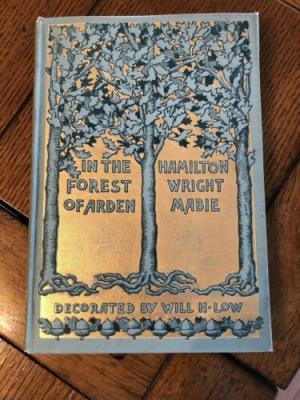 IN THE
FOREST
OF ARDEN
HAMILTON
WRIGHT
MABIE
DECORATED BY WILL H·LOW